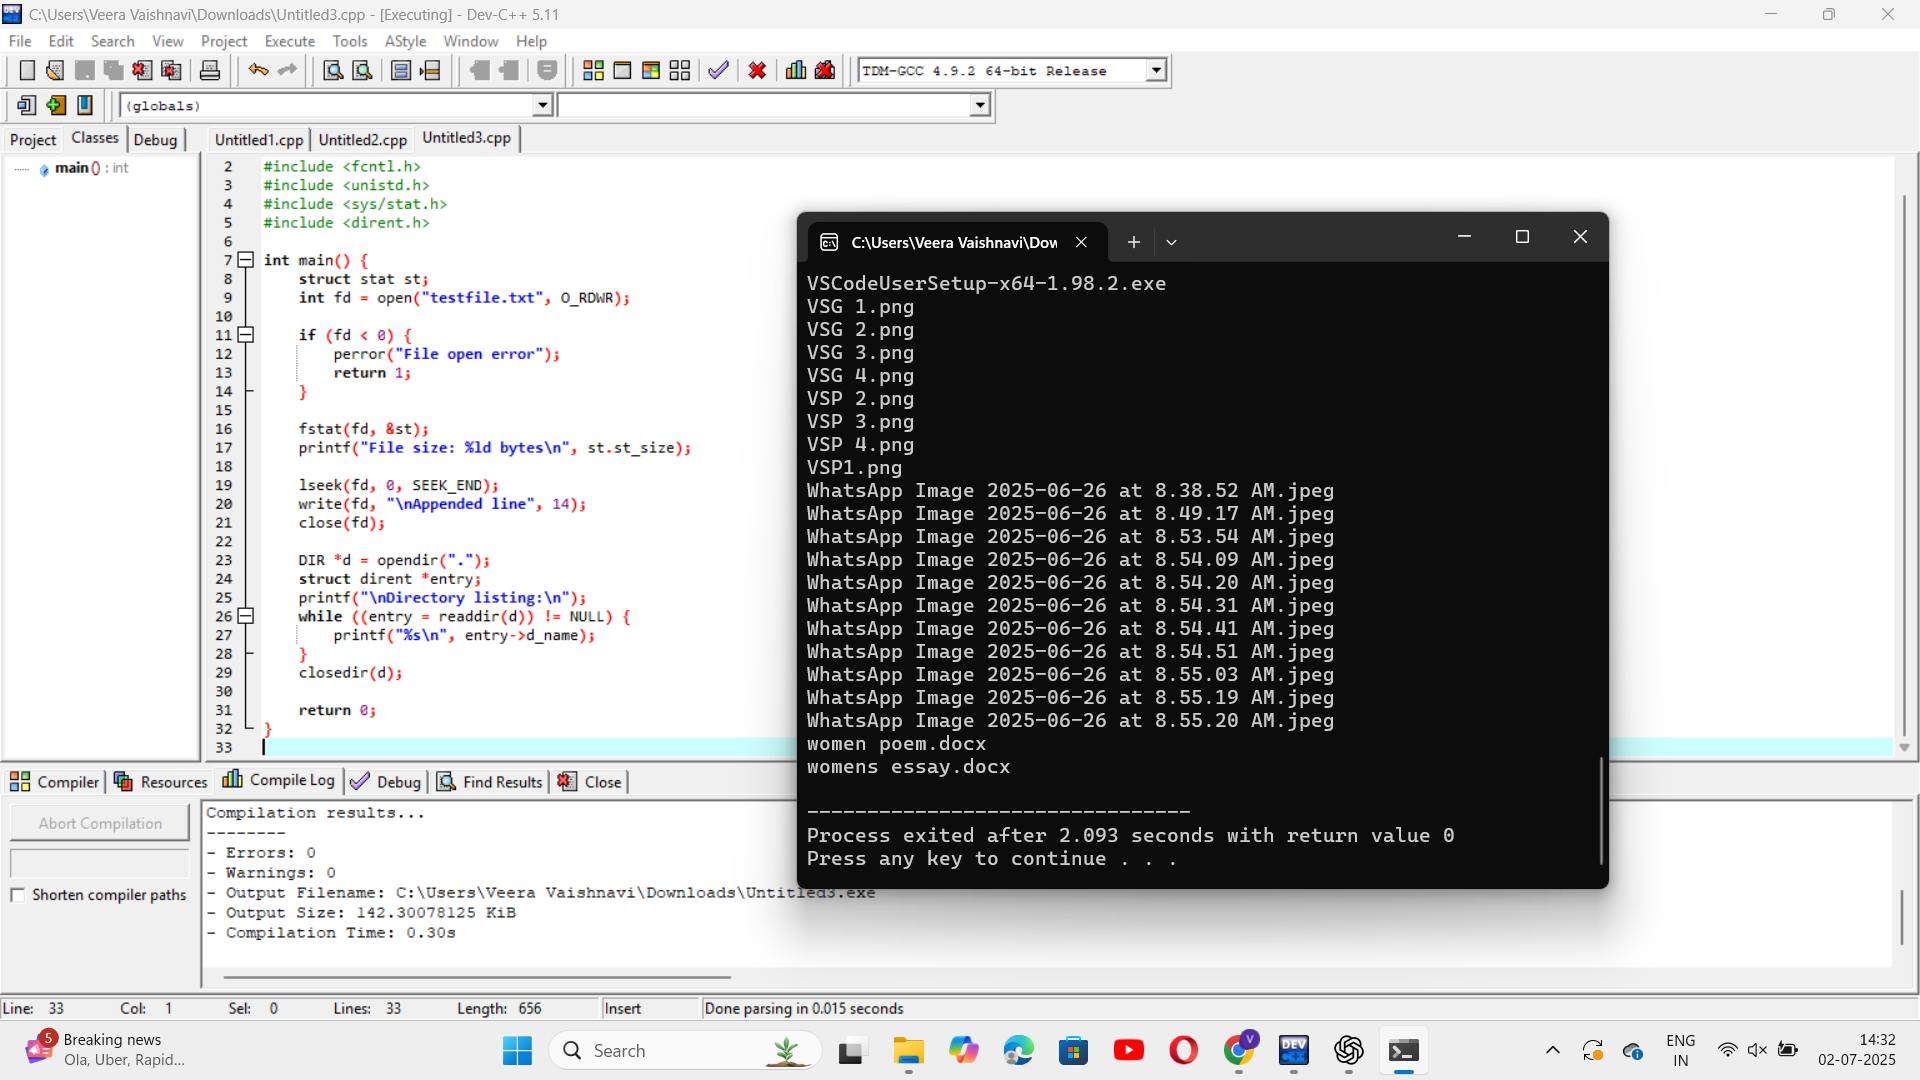 C:\Users\Veera Vaishnavi\Downloads\Untitled3.cpp - [Executing] - Dev-C++ 5.11
File Edit Search View Project Execute Tools AStyle Window Help
TDM-GCC 4.9.2 64-bit Release
(globals)
Project Classes Debug
Untitled1.cpp Untitled2.cpp Untitled3.cpp
main () : int
2 #include <fcntl.h>
3 #include <unistd.h>
4 #include <sys/stat.h>
5 #include <dirent.h>
6
7 int main() {
8 struct stat st;
9 int fd = open("testfile.txt", O_RDWR);
10
11 if (fd < 0) {
12 perror("File open error");
13 return 1;
14 }
15
16 fstat(fd, &st);
17 printf("File size: %ld bytes\n", st.st_size);
18
19 lseek(fd, 0, SEEK_END);
20 write(fd, "\nAppended line", 14);
21 close(fd);
22
23 DIR *d = opendir(".");
24 struct dirent *entry;
25 printf("\nDirectory listing:\n");
26 while ((entry = readdir(d)) != NULL) {
27 printf("%s\n", entry->d_name);
28 }
29 closedir(d);
30
31 return 0;
32 }
33
C:\Users\Veera Vaishnavi\Dow
VSCodeUserSetup-x64-1.98.2.exe
VSG 1.png
VSG 2.png
VSG 3.png
VSG 4.png
VSP 2.png
VSP 3.png
VSP 4.png
VSP1.png
WhatsApp Image 2025-06-26 at 8.38.52 AM.jpeg
WhatsApp Image 2025-06-26 at 8.49.17 AM.jpeg
WhatsApp Image 2025-06-26 at 8.53.54 AM.jpeg
WhatsApp Image 2025-06-26 at 8.54.09 AM.jpeg
WhatsApp Image 2025-06-26 at 8.54.20 AM.jpeg
WhatsApp Image 2025-06-26 at 8.54.31 AM.jpeg
WhatsApp Image 2025-06-26 at 8.54.41 AM.jpeg
WhatsApp Image 2025-06-26 at 8.54.51 AM.jpeg
WhatsApp Image 2025-06-26 at 8.55.03 AM.jpeg
WhatsApp Image 2025-06-26 at 8.55.19 AM.jpeg
WhatsApp Image 2025-06-26 at 8.55.20 AM.jpeg
women poem.docx
womens essay.docx
--------------------------------
Process exited after 2.093 seconds with return value 0
Press any key to continue . . .
Compiler Resources Compile Log Debug Find Results Close
Abort Compilation
Shorten compiler paths
Compilation results...
--------
- Errors: 0
- Warnings: 0
- Output Filename: C:\Users\Veera Vaishnavi\Downloads\Untitled3.exe
- Output Size: 142.30078125 KiB
- Compilation Time: 0.30s
Line: 33 Col: 1 Sel: 0 Lines: 33 Length: 656 Insert Done parsing in 0.015 seconds
5
Breaking news
Ola, Uber, Rapid...
Search
V
DEV
ENG
IN
14:32
02-07-2025